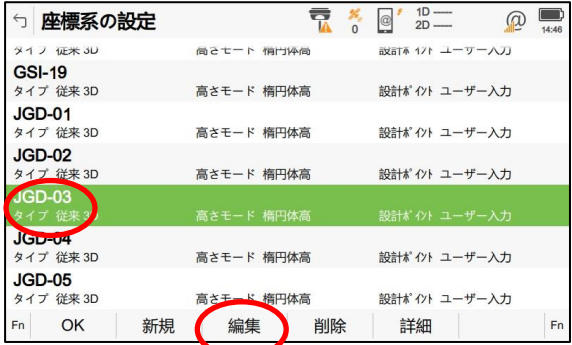 座標系の設定 0 @ 1D ----- 2D ----- @ 14:46
タイプ 従来 3D 高さモード 楕円体高 設計ﾎﾟｲﾝﾄ ユーザー入力
GSI-19
タイプ 従来 3D 高さモード 楕円体高 設計ﾎﾟｲﾝﾄ ユーザー入力
JGD-01
タイプ 従来 3D 高さモード 楕円体高 設計ﾎﾟｲﾝﾄ ユーザー入力
JGD-02
タイプ 従来 3D 高さモード 楕円体高 設計ﾎﾟｲﾝﾄ ユーザー入力
JGD-03
タイプ 従来 3D 高さモード 楕円体高 設計ﾎﾟｲﾝﾄ ユーザー入力
JGD-04
タイプ 従来 3D 高さモード 楕円体高 設計ﾎﾟｲﾝﾄ ユーザー入力
JGD-05
タイプ 従来 3D 高さモード 楕円体高 設計ﾎﾟｲﾝﾄ ユーザー入力
Fn OK 新規 編集 削除 詳細 Fn